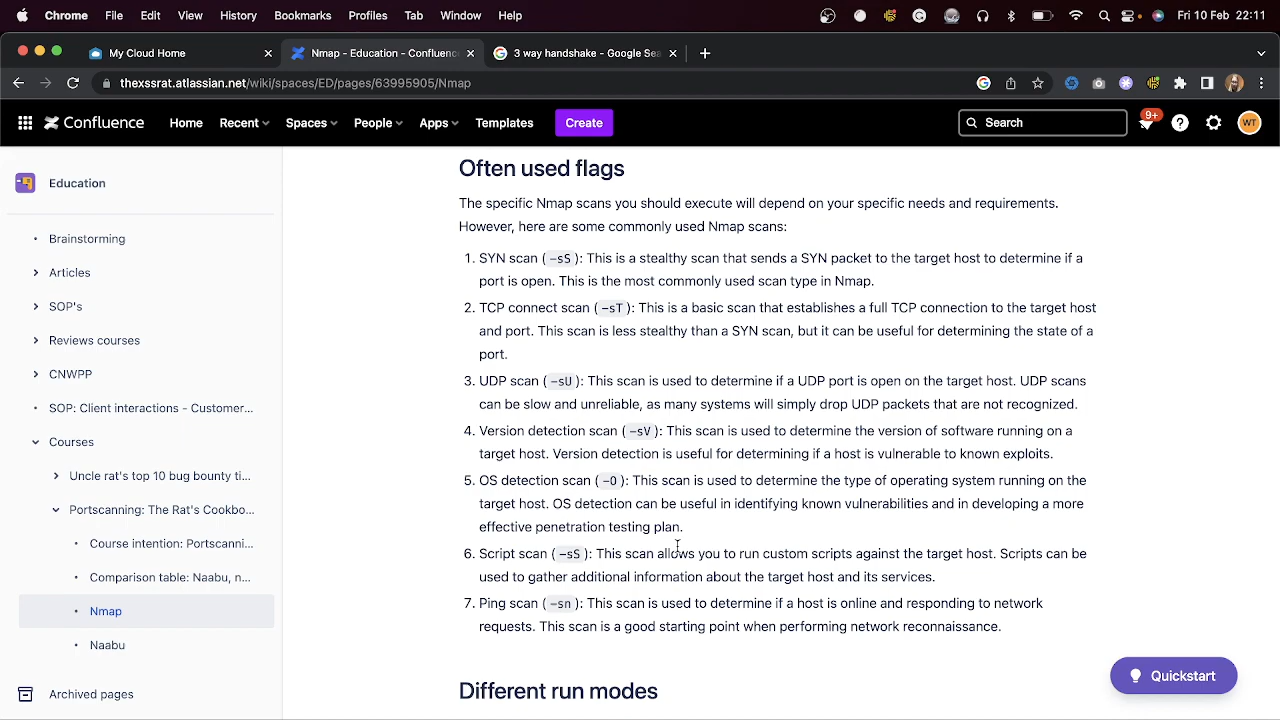 Chrome File Edit View History Bookmarks Profiles Tab Window Help Fri 10 Feb 22:11
My Cloud Home Nmap - Education - Confluence 3 way handshake - Google Sea
thexssrat.atlassian.net/wiki/spaces/ED/pages/63995905/Nmap
Confluence Home Recent Spaces People Apps Templates Create Search 9+ WT
Education
Brainstorming
Articles
SOP's
Reviews courses
CNWPP
SOP: Client interactions - Customer...
Courses
Uncle rat's top 10 bug bounty ti...
Portscanning: The Rat's Cookbo...
Course intention: Portscanni...
Comparison table: Naabu, n...
Nmap
Naabu
Archived pages
Often used flags
The specific Nmap scans you should execute will depend on your specific needs and requirements.
However, here are some commonly used Nmap scans:
1. SYN scan (-sS): This is a stealthy scan that sends a SYN packet to the target host to determine if a
port is open. This is the most commonly used scan type in Nmap.
2. TCP connect scan (-sT): This is a basic scan that establishes a full TCP connection to the target host
and port. This scan is less stealthy than a SYN scan, but it can be useful for determining the state of a
port.
3. UDP scan (-sU): This scan is used to determine if a UDP port is open on the target host. UDP scans
can be slow and unreliable, as many systems will simply drop UDP packets that are not recognized.
4. Version detection scan (-sV): This scan is used to determine the version of software running on a
target host. Version detection is useful for determining if a host is vulnerable to known exploits.
5. OS detection scan (-O): This scan is used to determine the type of operating system running on the
target host. OS detection can be useful in identifying known vulnerabilities and in developing a more
effective penetration testing plan.
6. Script scan (-sS): This scan allows you to run custom scripts against the target host. Scripts can be
used to gather additional information about the target host and its services.
7. Ping scan (-sn): This scan is used to determine if a host is online and responding to network
requests. This scan is a good starting point when performing network reconnaissance.
Different run modes
Quickstart